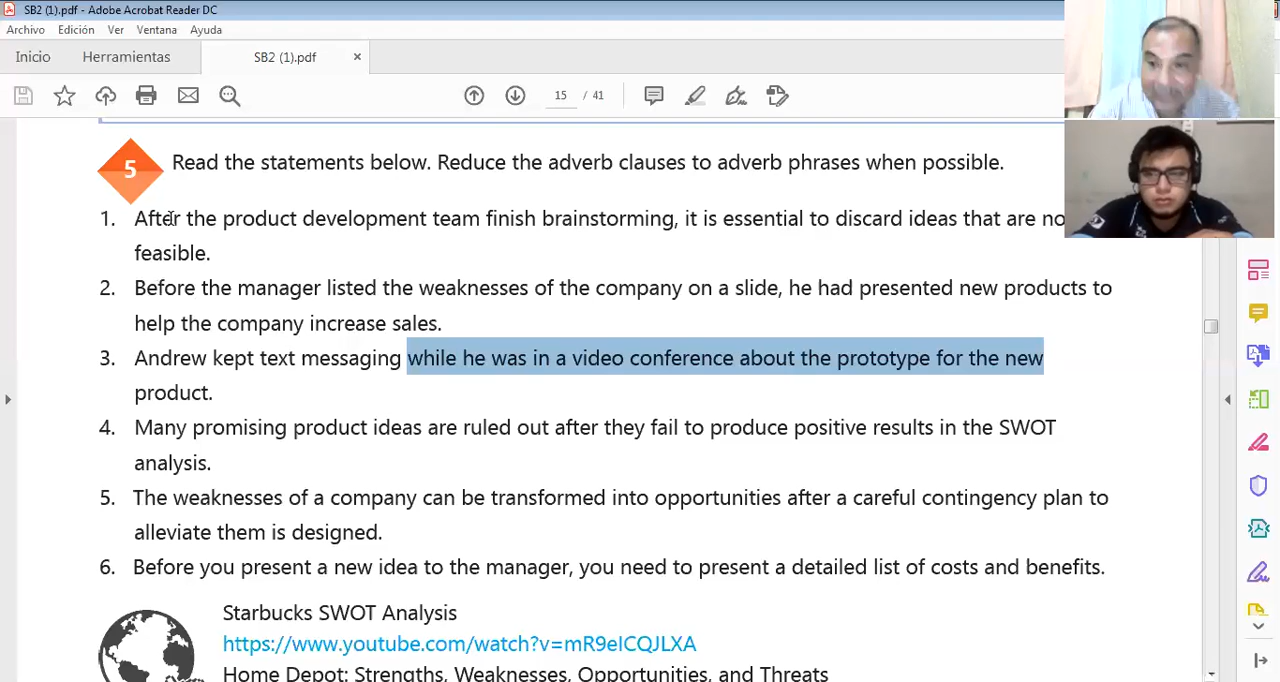 SB2 (1).pdf - Adobe Acrobat Reader DC
Archivo Edición Ver Ventana Ayuda
Inicio Herramientas SB2 (1).pdf ×
15 / 41
5 Read the statements below. Reduce the adverb clauses to adverb phrases when possible.
1. After the product development team finish brainstorming, it is essential to discard ideas that are no
feasible.
2. Before the manager listed the weaknesses of the company on a slide, he had presented new products to
help the company increase sales.
3. Andrew kept text messaging while he was in a video conference about the prototype for the new
product.
4. Many promising product ideas are ruled out after they fail to produce positive results in the SWOT
analysis.
5. The weaknesses of a company can be transformed into opportunities after a careful contingency plan to
alleviate them is designed.
6. Before you present a new idea to the manager, you need to present a detailed list of costs and benefits.
Starbucks SWOT Analysis
https://www.youtube.com/watch?v=mR9eICQJLXA
Home Depot: Strengths, Weaknesses, Opportunities, and Threats